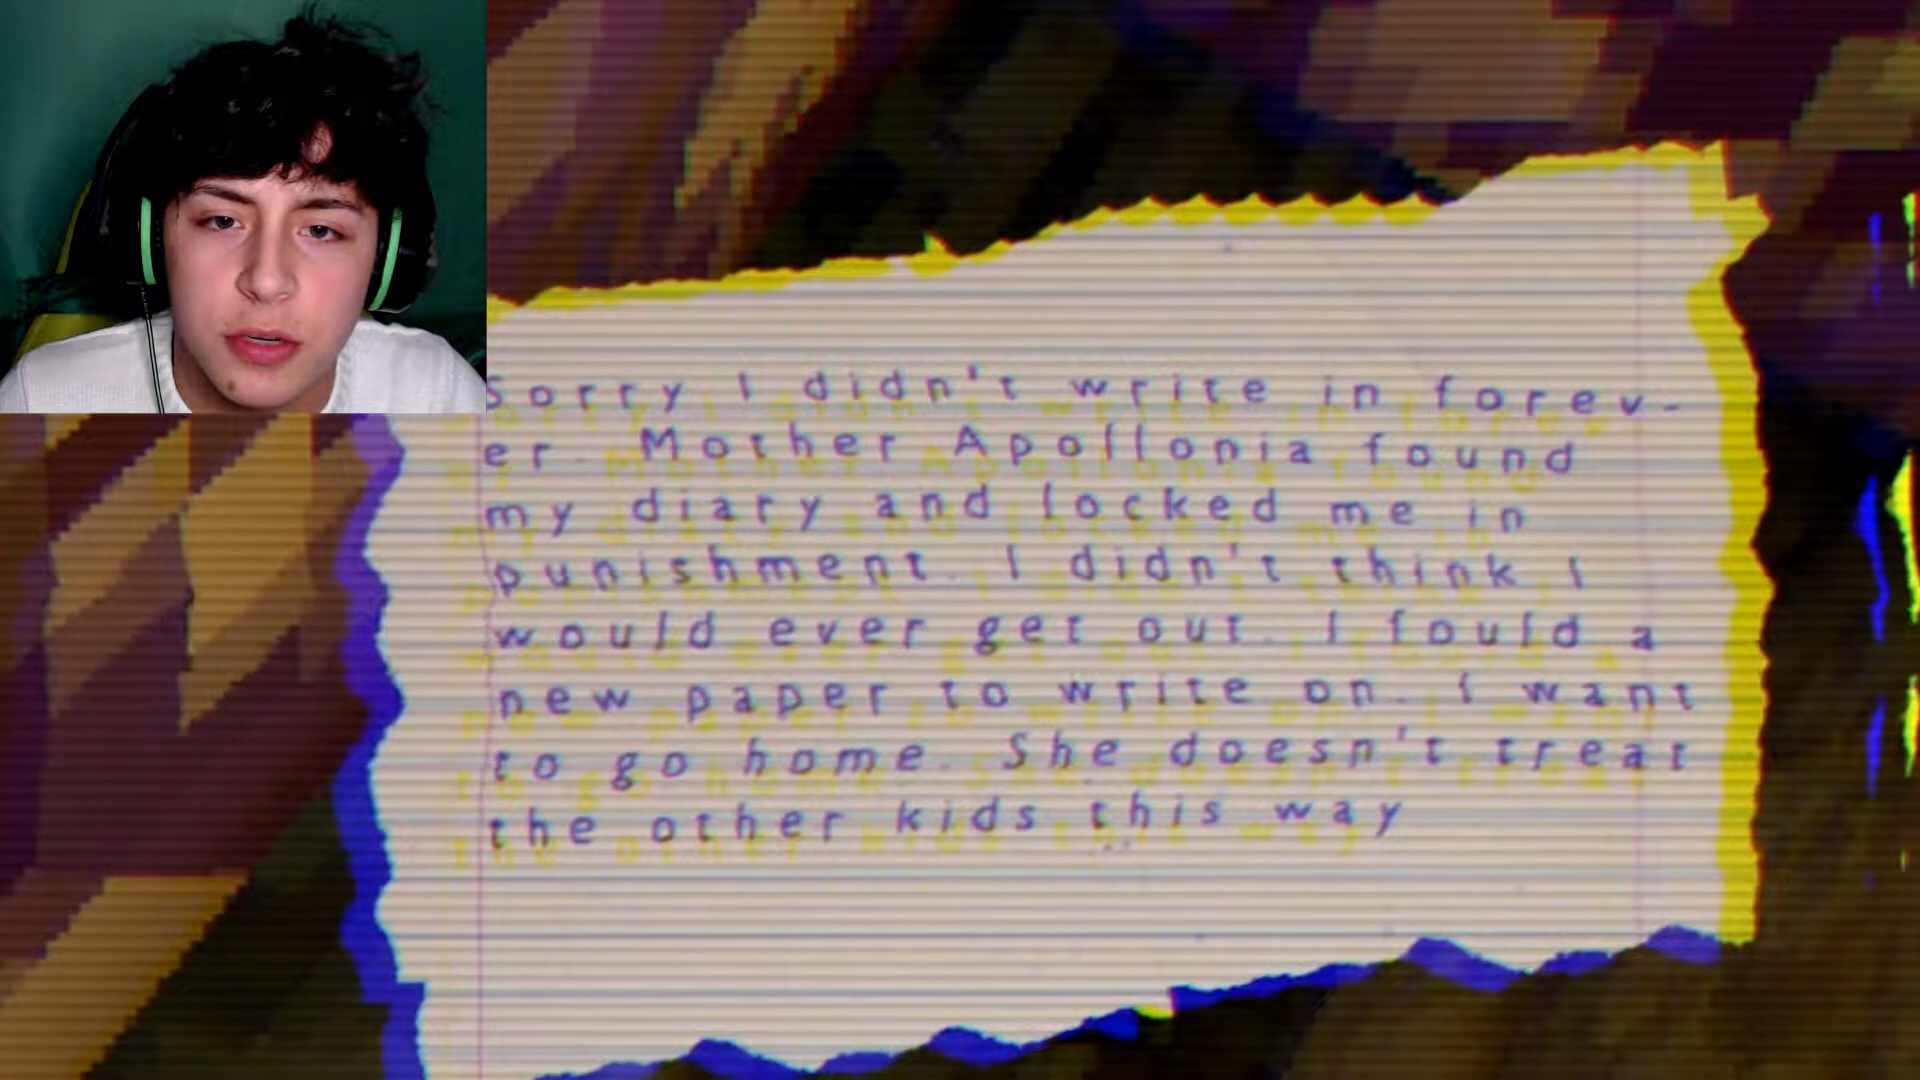 Sorry I didn't write in forev-
er. Mother Apollonia found
my diary and locked me in
punishment. I didn't think I
would ever get out. I fould a
new paper to write on. I want
to go home. She doesn't treat
the other kids this way